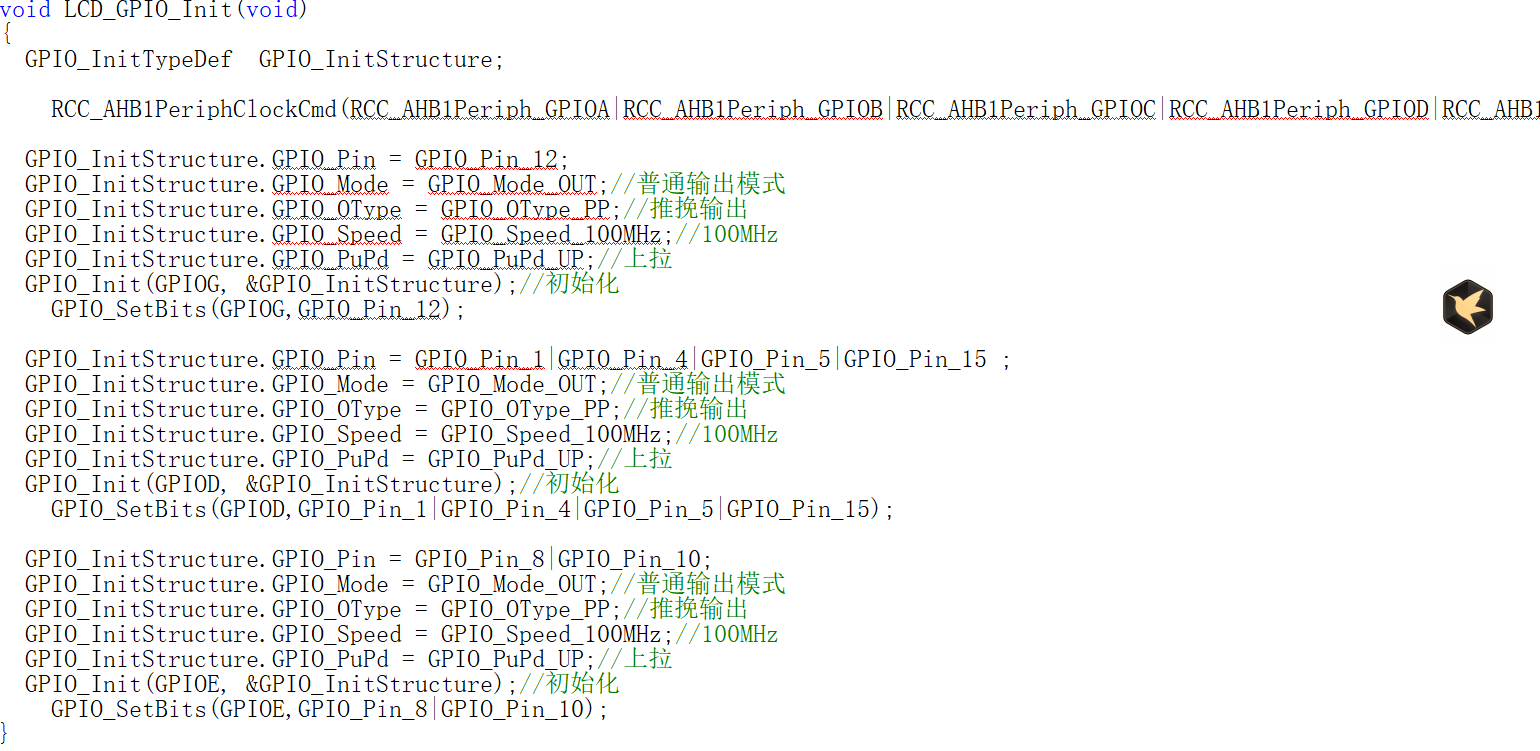 void LCD_GPIO_Init(void)
{
GPIO_InitTypeDef  GPIO_InitStructure;
RCC_AHB1PeriphClockCmd(RCC_AHB1Periph_GPIOA|RCC_AHB1Periph_GPIOB|RCC_AHB1Periph_GPIOC|RCC_AHB1Periph_GPIOD|RCC_AHB1
GPIO_InitStructure.GPIO_Pin = GPIO_Pin_12;
GPIO_InitStructure.GPIO_Mode = GPIO_Mode_OUT;//普通输出模式
GPIO_InitStructure.GPIO_OType = GPIO_OType_PP;//推挽输出
GPIO_InitStructure.GPIO_Speed = GPIO_Speed_100MHz;//100MHz
GPIO_InitStructure.GPIO_PuPd = GPIO_PuPd_UP;//上拉
GPIO_Init(GPIOG, &GPIO_InitStructure);//初始化
GPIO_SetBits(GPIOG,GPIO_Pin_12);
GPIO_InitStructure.GPIO_Pin = GPIO_Pin_1|GPIO_Pin_4|GPIO_Pin_5|GPIO_Pin_15 ;
GPIO_InitStructure.GPIO_Mode = GPIO_Mode_OUT;//普通输出模式
GPIO_InitStructure.GPIO_OType = GPIO_OType_PP;//推挽输出
GPIO_InitStructure.GPIO_Speed = GPIO_Speed_100MHz;//100MHz
GPIO_InitStructure.GPIO_PuPd = GPIO_PuPd_UP;//上拉
GPIO_Init(GPIOD, &GPIO_InitStructure);//初始化
GPIO_SetBits(GPIOD,GPIO_Pin_1|GPIO_Pin_4|GPIO_Pin_5|GPIO_Pin_15);
GPIO_InitStructure.GPIO_Pin = GPIO_Pin_8|GPIO_Pin_10;
GPIO_InitStructure.GPIO_Mode = GPIO_Mode_OUT;//普通输出模式
GPIO_InitStructure.GPIO_OType = GPIO_OType_PP;//推挽输出
GPIO_InitStructure.GPIO_Speed = GPIO_Speed_100MHz;//100MHz
GPIO_InitStructure.GPIO_PuPd = GPIO_PuPd_UP;//上拉
GPIO_Init(GPIOE, &GPIO_InitStructure);//初始化
GPIO_SetBits(GPIOE,GPIO_Pin_8|GPIO_Pin_10);
}